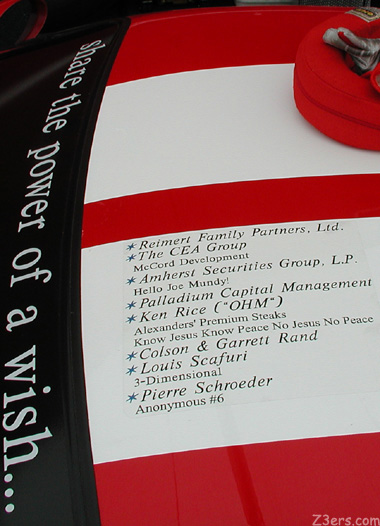 share the power of a wish...
*Reimert Family Partners, Ltd.
*The CEA Group
McCord Development
*Amherst Securities Group, L.P.
Hello Joe Mundy!
*Palladium Capital Management
*Ken Rice ("OHM")
Alexanders' Premium Steaks
Know Jesus Know Peace No Jesus No Peace
*Colson & Garrett Rand
*Louis Scafuri
3-Dimensional
*Pierre Schroeder
Anonymous #6
Z3ers.com